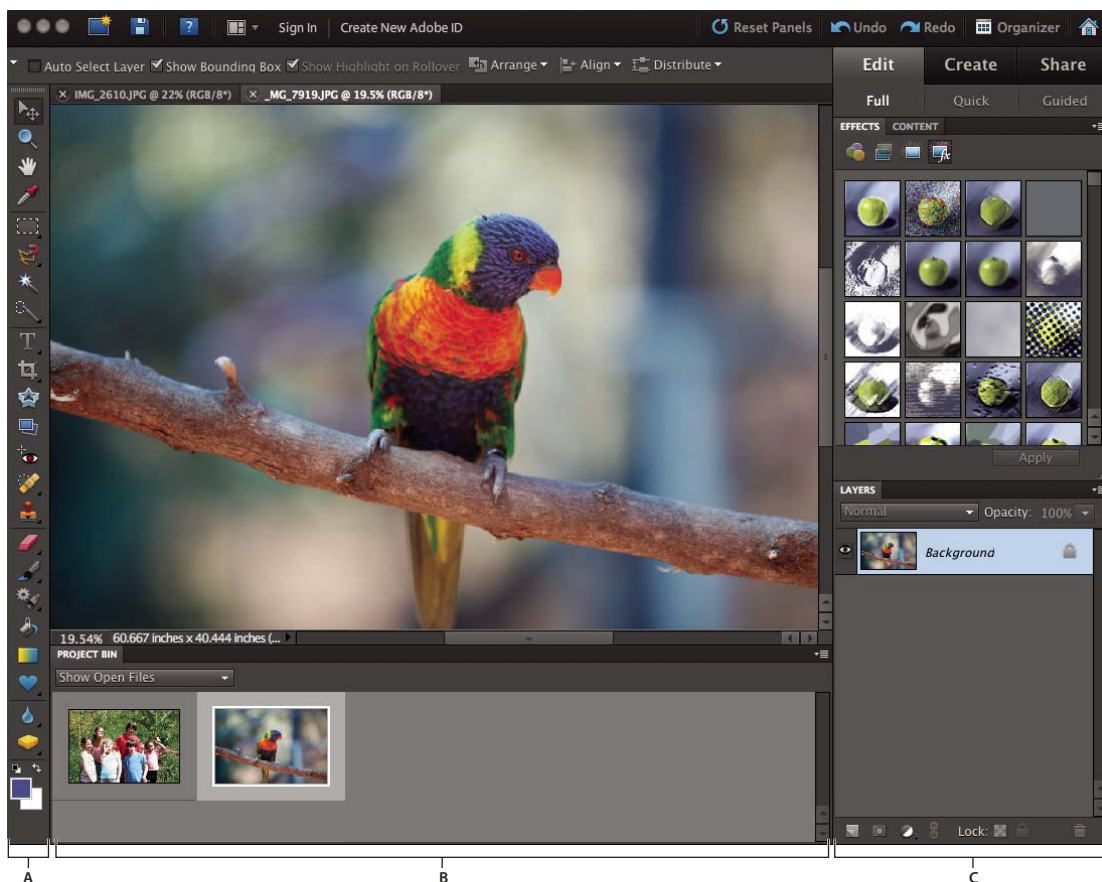 ? Sign In Create New Adobe ID Reset Panels Undo Redo Organizer
Auto Select Layer Show Bounding Box Show Highlight on Rollover Arrange Align Distribute
Edit Create Share
IMG_2610.JPG @ 22% (RGB/8*) _MG_7919.JPG @ 19.5% (RGB/8*)
Full Quick Guided
EFFECTS CONTENT
fx
T
Apply
LAYERS
Normal Opacity: 100%
Background
19.54% 60.667 inches x 40.444 inches (...
PROJECT BIN
Show Open Files
Lock:
A B C